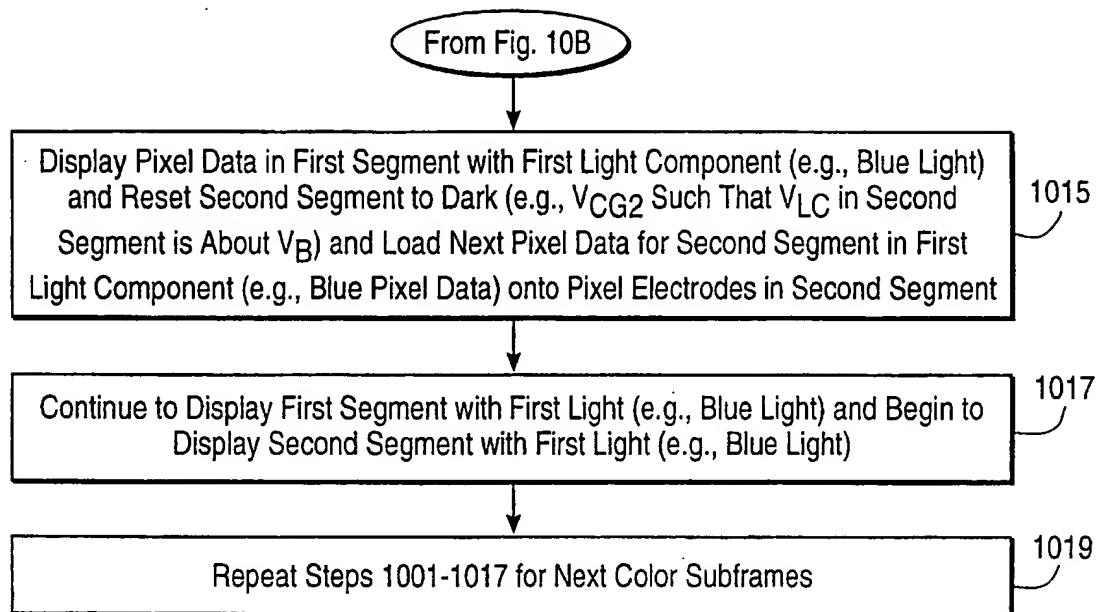 From Fig. 10B
Display Pixel Data in First Segment with First Light Component (e.g., Blue Light)
and Reset Second Segment to Dark (e.g., VCG2 Such That VLC in Second
Segment is About VB) and Load Next Pixel Data for Second Segment in First
Light Component (e.g., Blue Pixel Data) onto Pixel Electrodes in Second Segment
1015
Continue to Display First Segment with First Light (e.g., Blue Light) and Begin to
Display Second Segment with First Light (e.g., Blue Light)
1017
Repeat Steps 1001-1017 for Next Color Subframes
1019